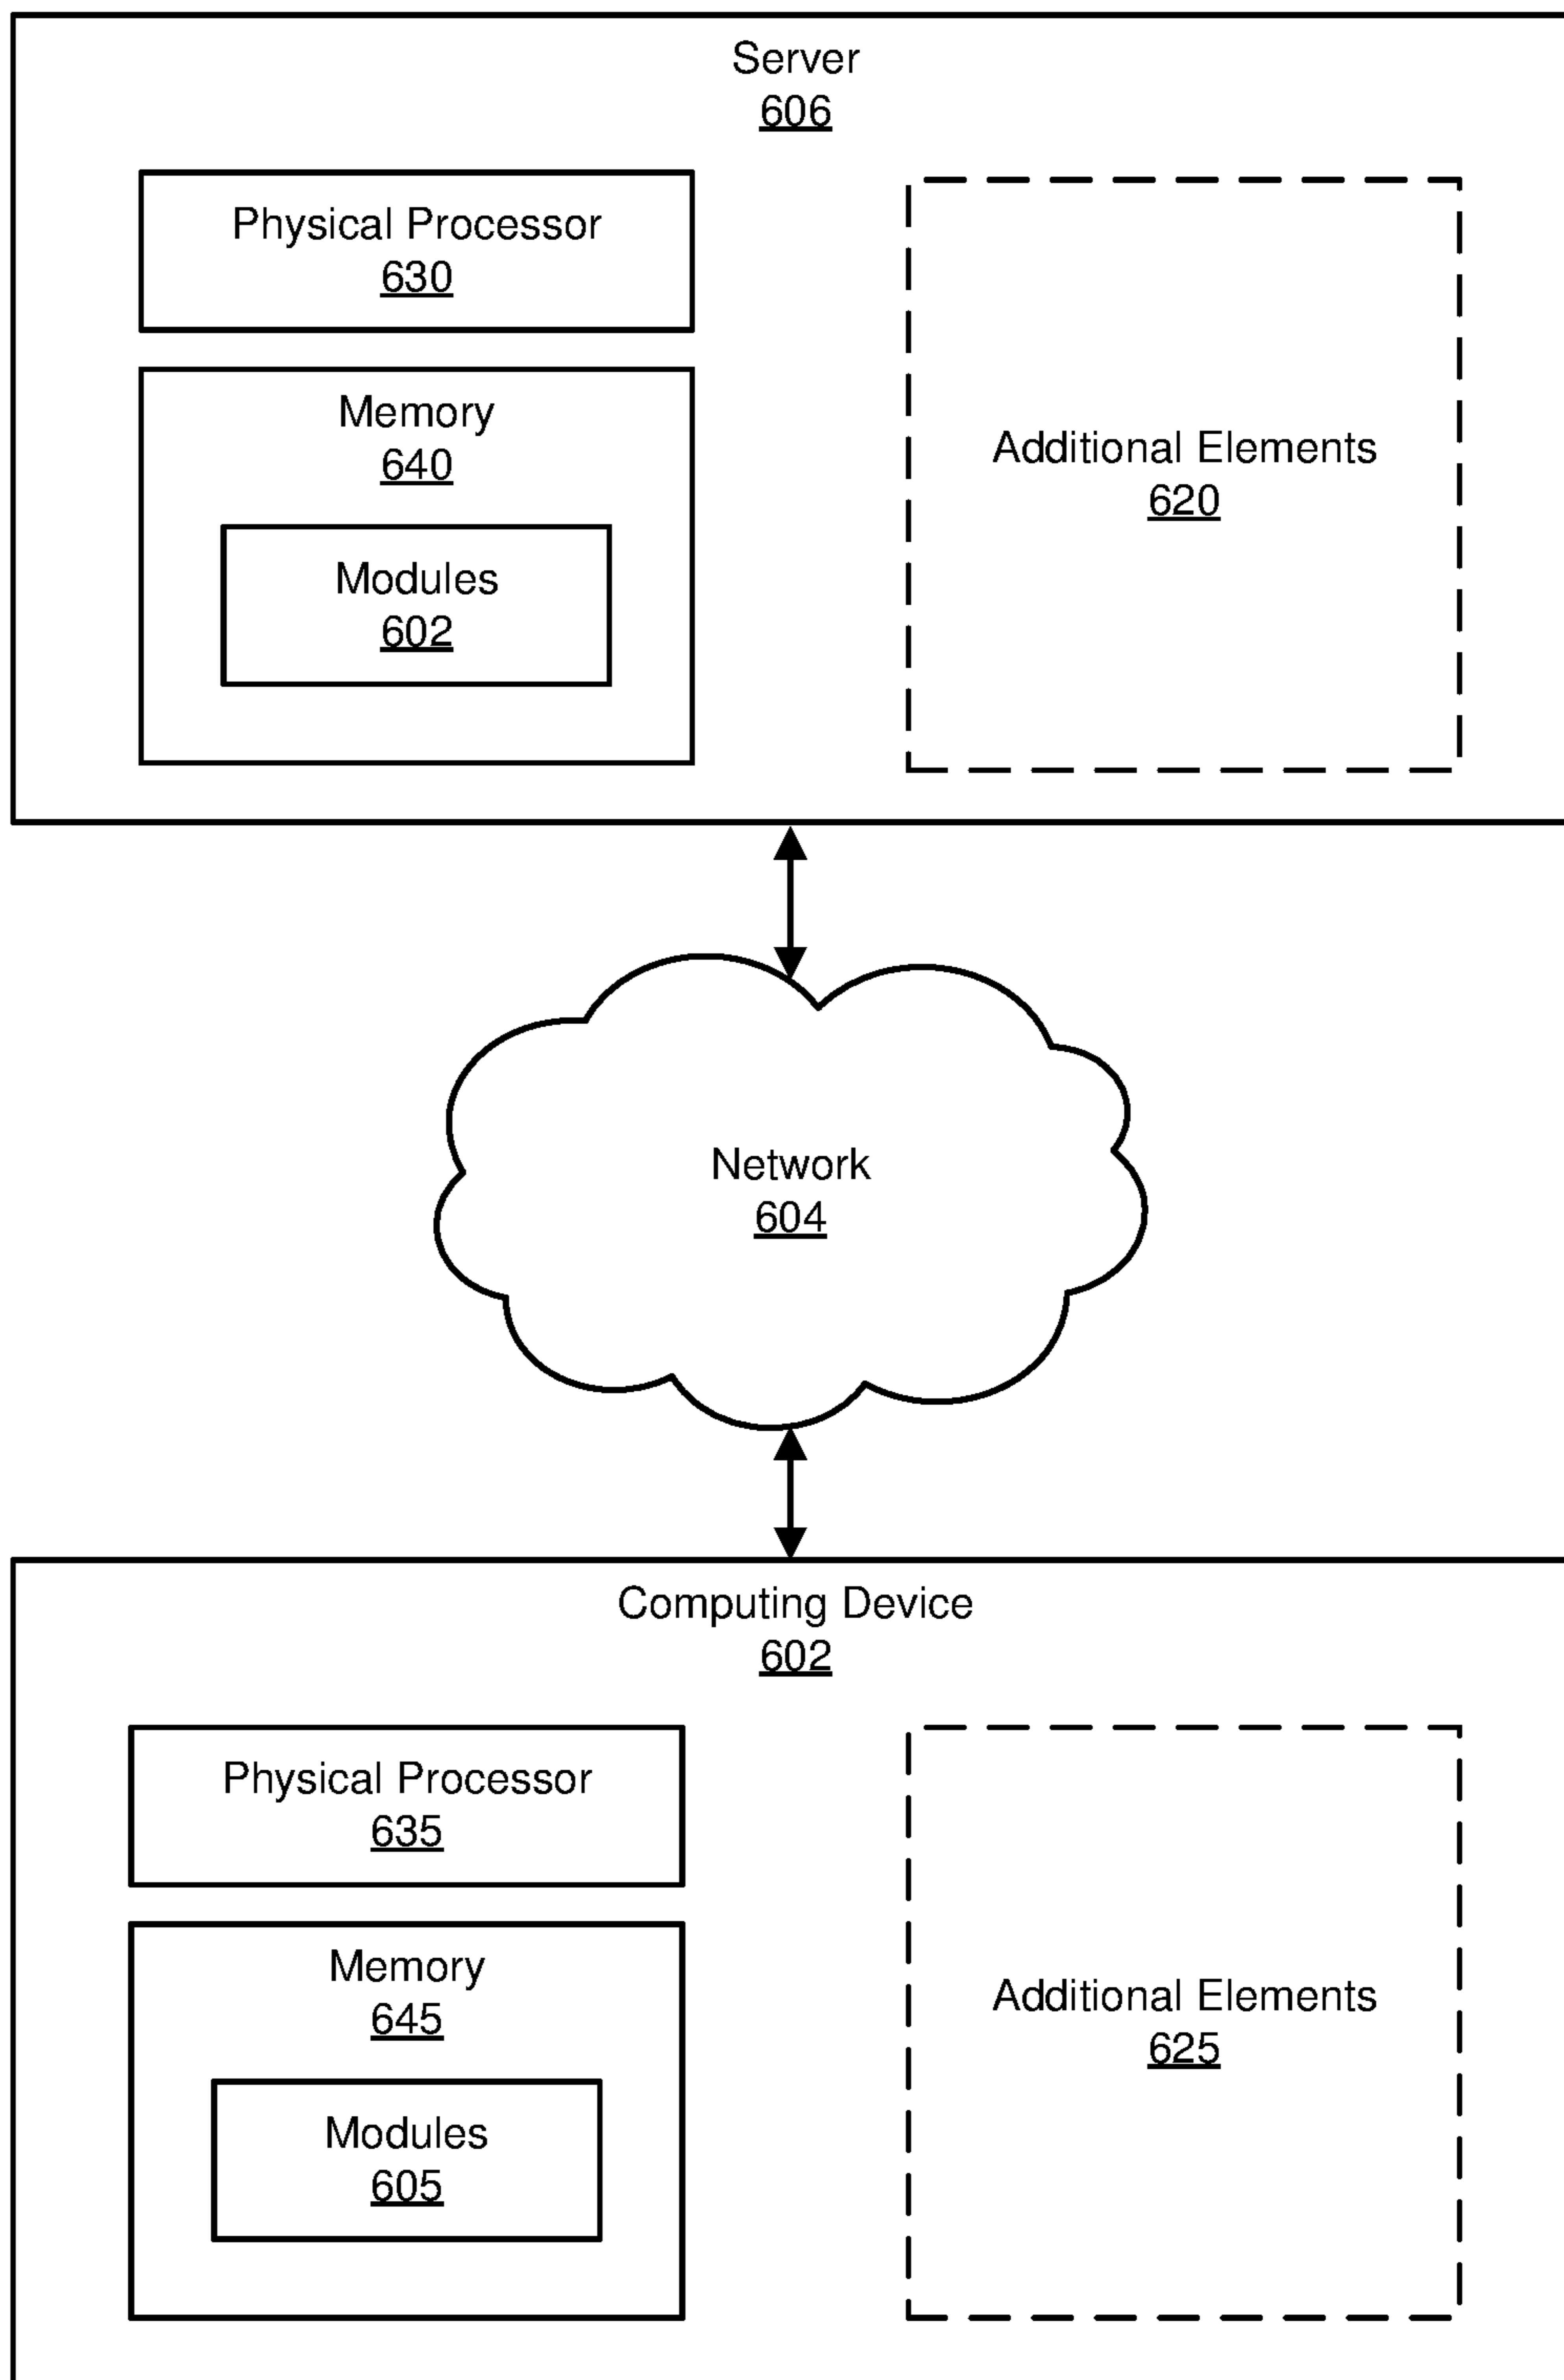 Server
606
Physical Processor
630
Memory
640
Modules
602
Additional Elements
620
Network
604
Computing Device
602
Physical Processor
635
Memory
645
Modules
605
Additional Elements
625